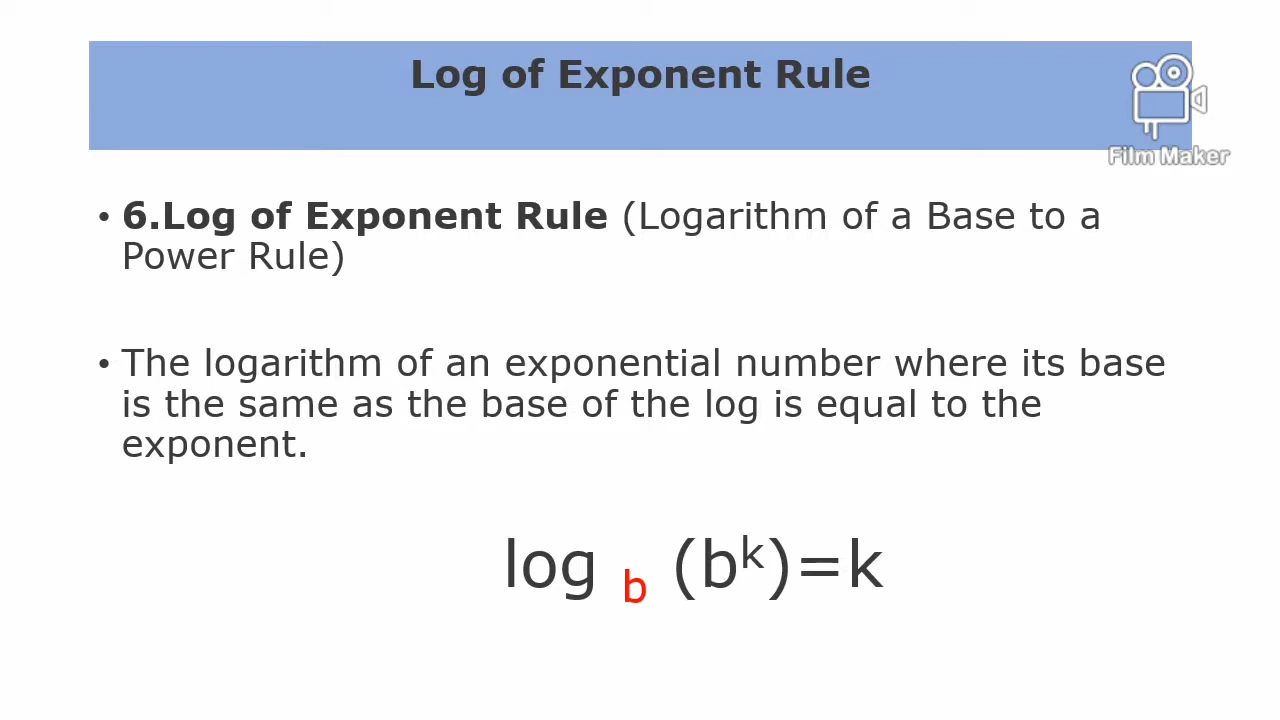 Log of Exponent Rule
Film Maker
• 6.Log of Exponent Rule (Logarithm of a Base to a
Power Rule)
• The logarithm of an exponential number where its base
is the same as the base of the log is equal to the
exponent.
log b (bᵏ)=k